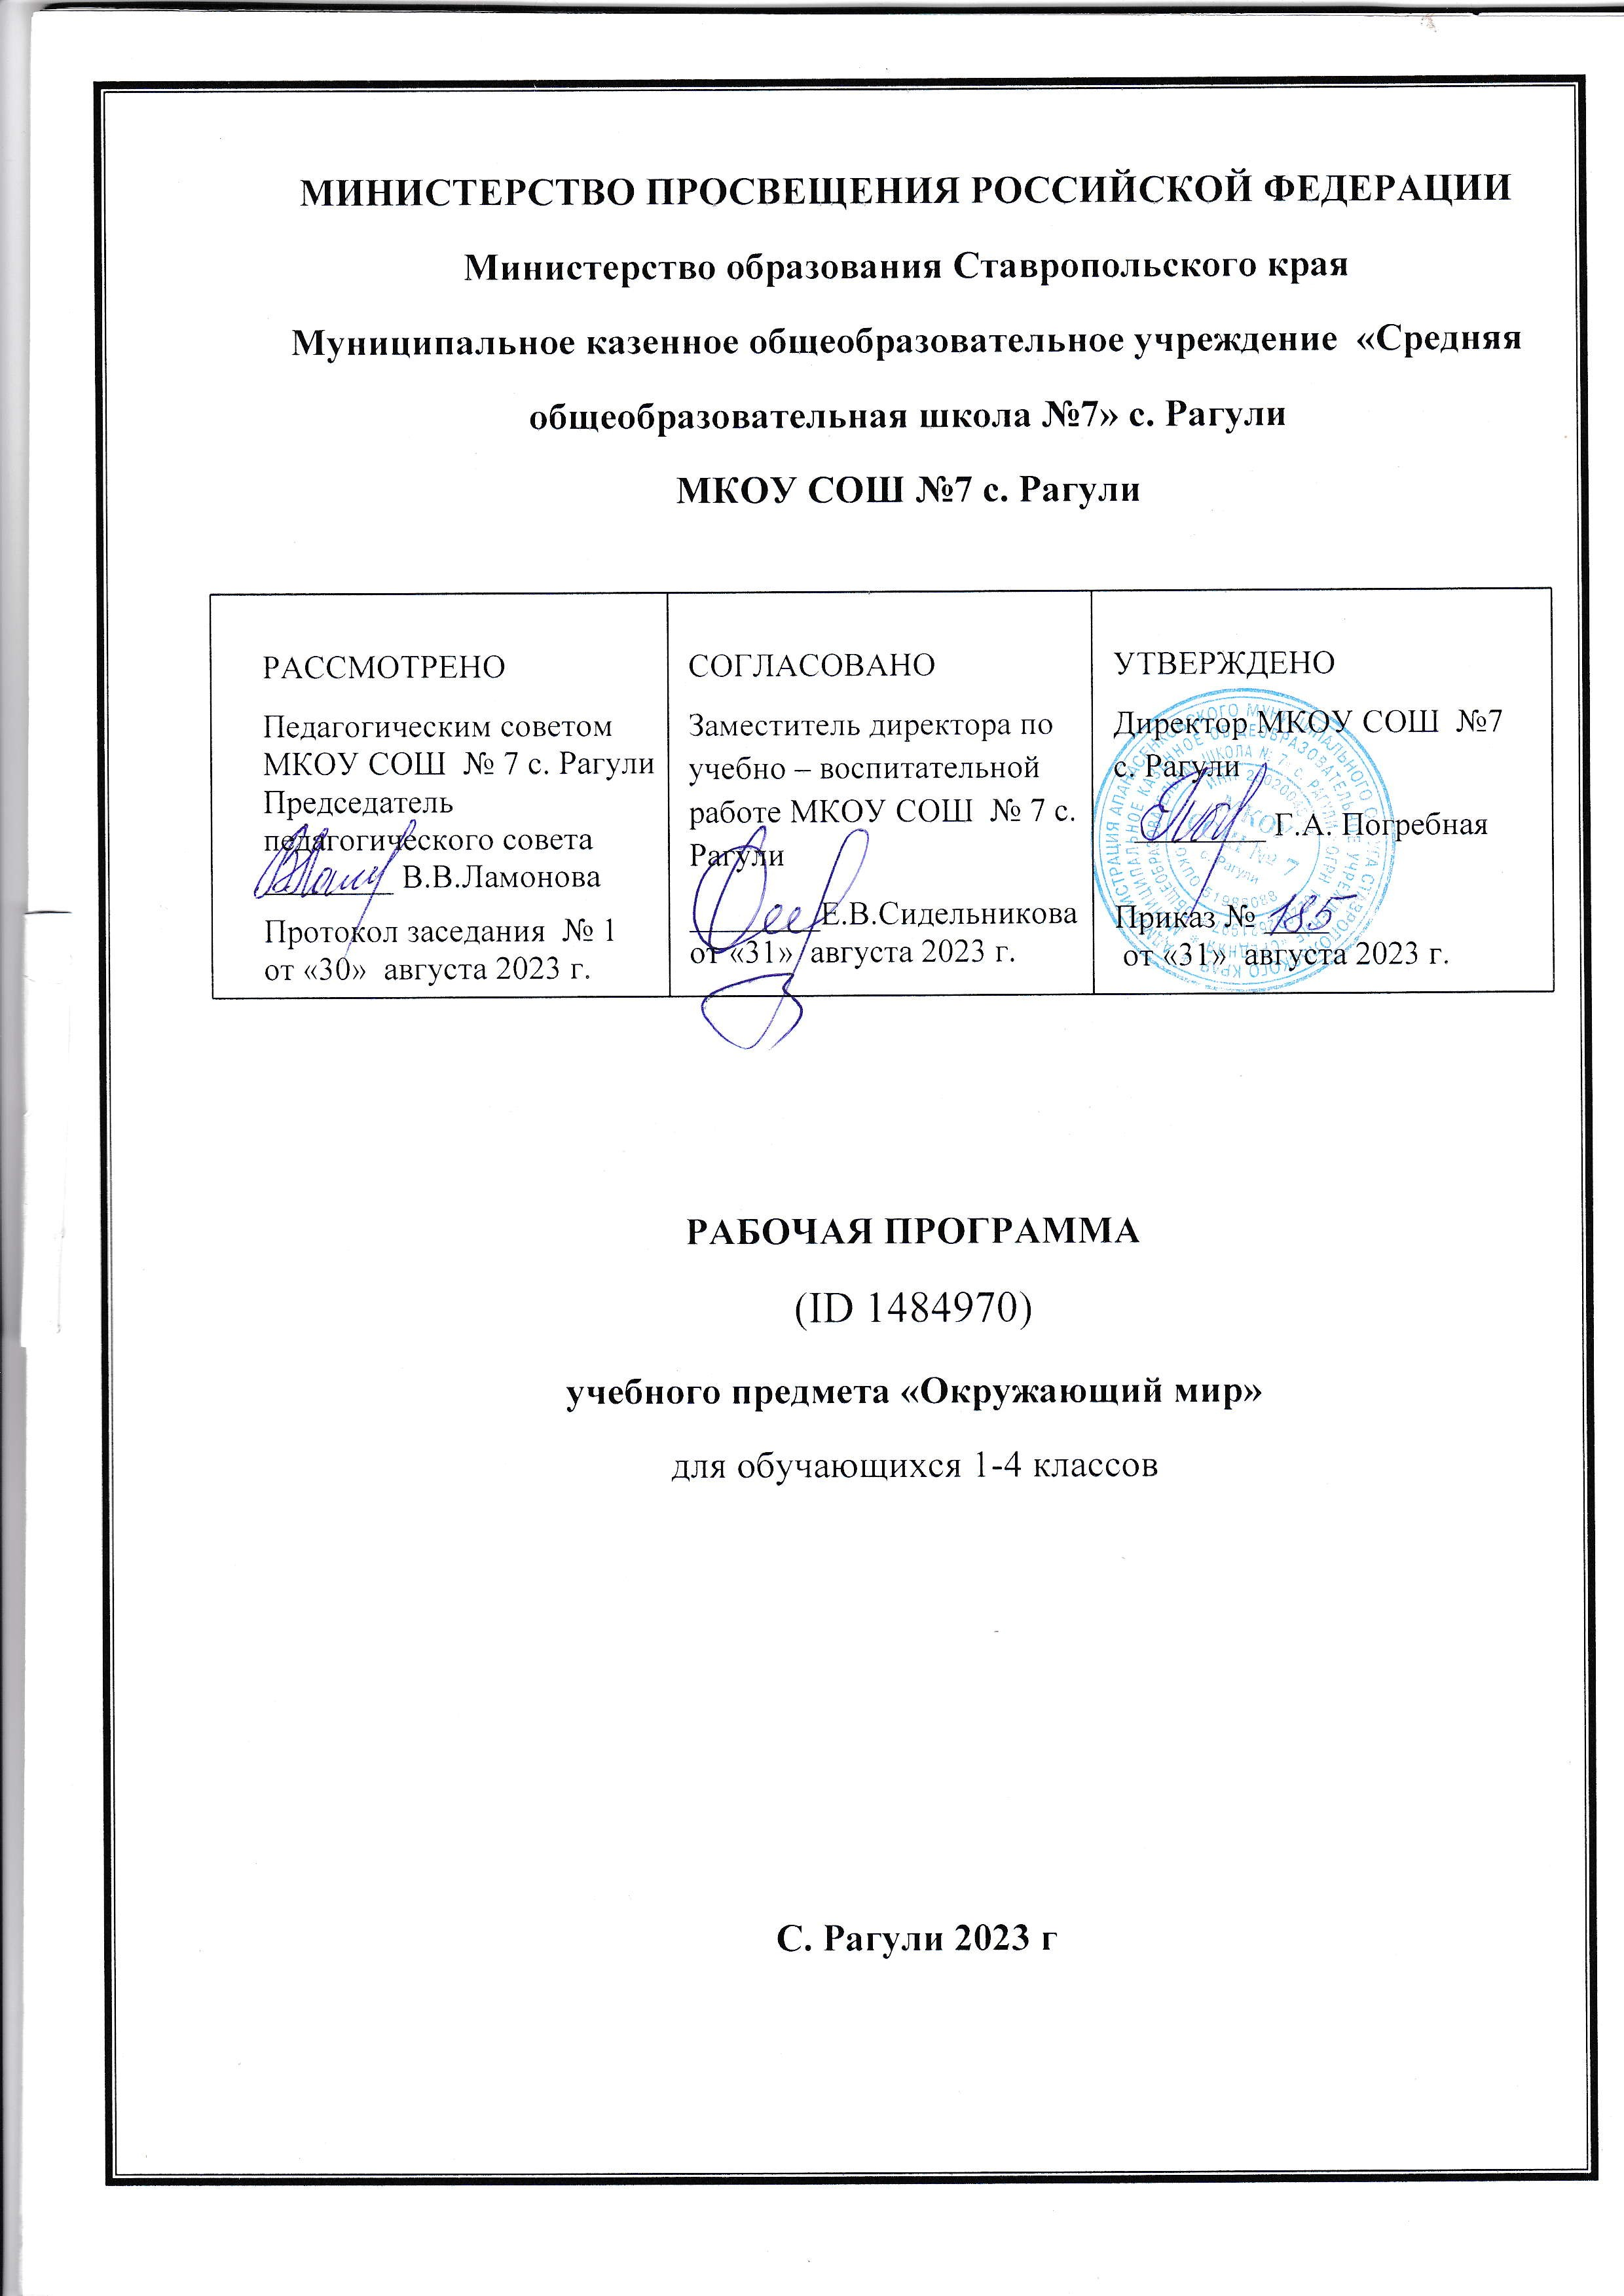 МИНИСТЕРСТВО ПРОСВЕЩЕНИЯ РОССИЙСКОЙ ФЕДЕРАЦИИ
Министерство образования Ставропольского края
Муниципальное казенное общеобразовательное учреждение «Средняя
общеобразовательная школа №7» с. Рагули
МКОУ СОШ №7 с. Рагули
РАССМОТРЕНО
Педагогическим советом
МКОУ СОШ № 7 с. Рагули
Председатель
педагогического совета
________ В.В.Ламонова
Протокол заседания № 1
от «30» августа 2023 г.
СОГЛАСОВАНО
Заместитель директора по
учебно – воспитательной
работе МКОУ СОШ № 7 с.
Рагули
________Е.В.Сидельникова
от «31» августа 2023 г.
УТВЕРЖДЕНО
Директор МКОУ СОШ №7
с. Рагули
________ Г.А. Погребная
Приказ № 185
от «31» августа 2023 г.
РАБОЧАЯ ПРОГРАММА
(ID 1484970)
учебного предмета «Окружающий мир»
для обучающихся 1-4 классов
С. Рагули 2023 г